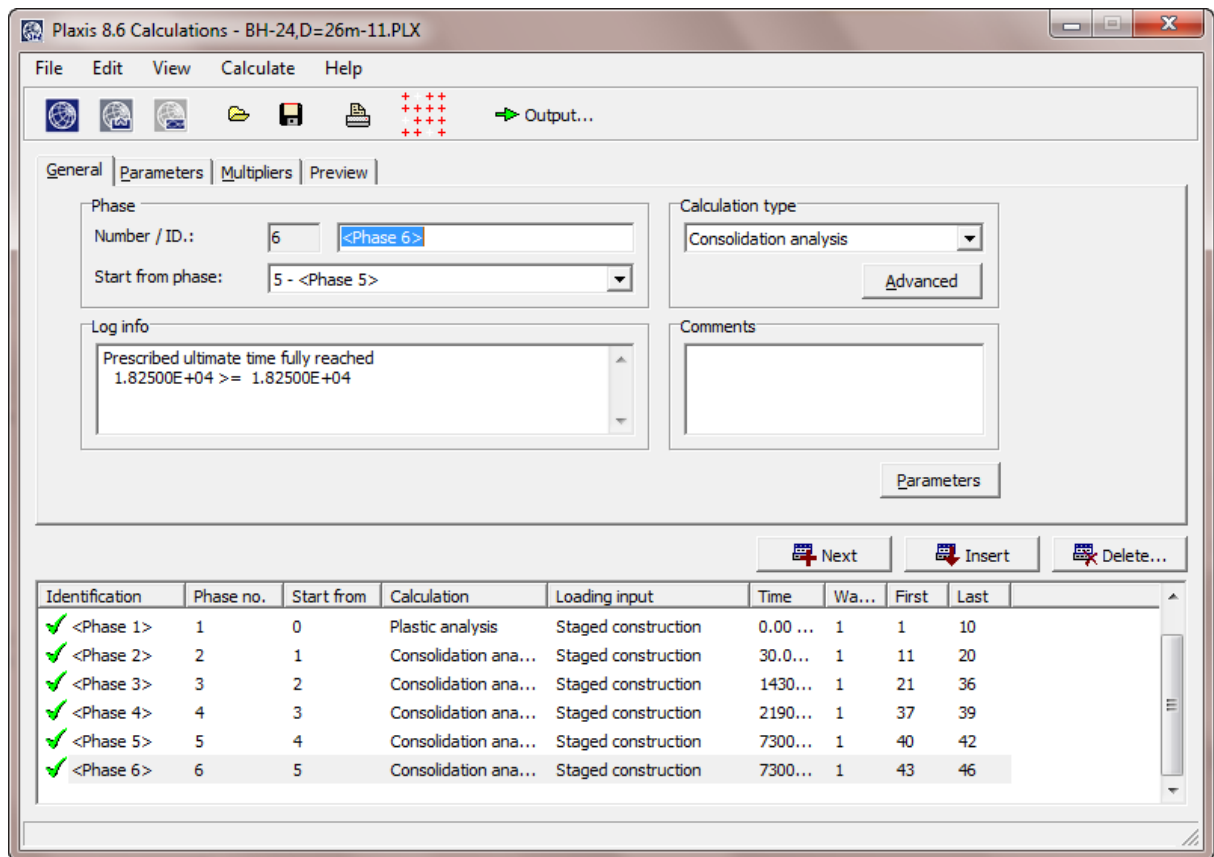 Plaxis 8.6 Calculations - BH-24,D=26m-11.PLX
File Edit View Calculate Help
Output...
General Parameters Multipliers Preview
Phase
Number / ID.: 6 <Phase 6>
Start from phase: 5 - <Phase 5>
Calculation type
Consolidation analysis
Advanced
Log info
Prescribed ultimate time fully reached
1.82500E+04 >= 1.82500E+04
Comments
Parameters
Next Insert Delete...
Identification Phase no. Start from Calculation Loading input Time Wa... First Last
<Phase 1> 1 0 Plastic analysis Staged construction 0.00 ... 1 1 10
<Phase 2> 2 1 Consolidation ana... Staged construction 30.0... 1 11 20
<Phase 3> 3 2 Consolidation ana... Staged construction 1430... 1 21 36
<Phase 4> 4 3 Consolidation ana... Staged construction 2190... 1 37 39
<Phase 5> 5 4 Consolidation ana... Staged construction 7300... 1 40 42
<Phase 6> 6 5 Consolidation ana... Staged construction 7300... 1 43 46